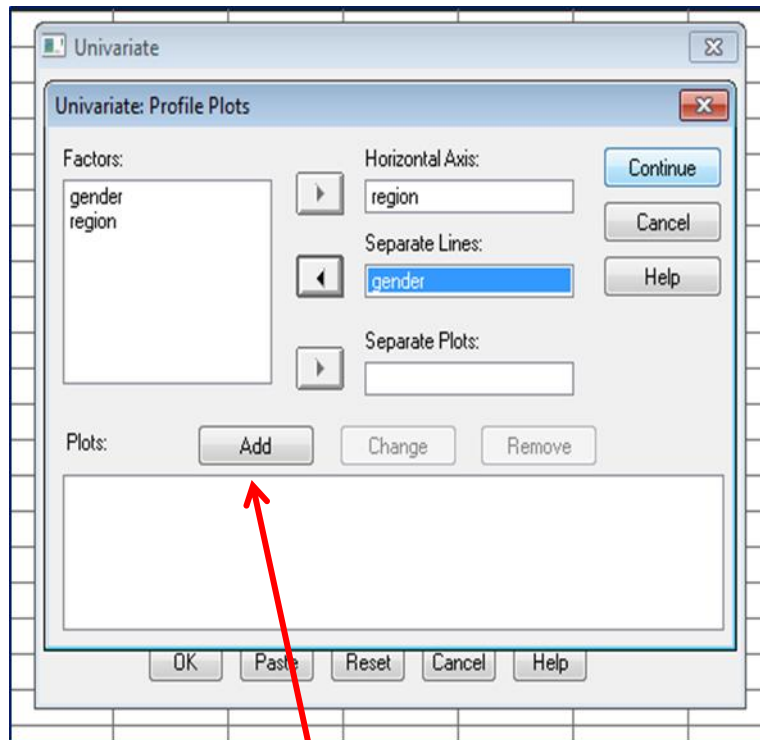 Univariate
Univariate: Profile Plots
Factors:
gender
region
Horizontal Axis:
region
Separate Lines:
gender
Separate Plots:
Continue
Cancel
Help
Plots:
Add
Change
Remove
OK
Paste
Reset
Cancel
Help